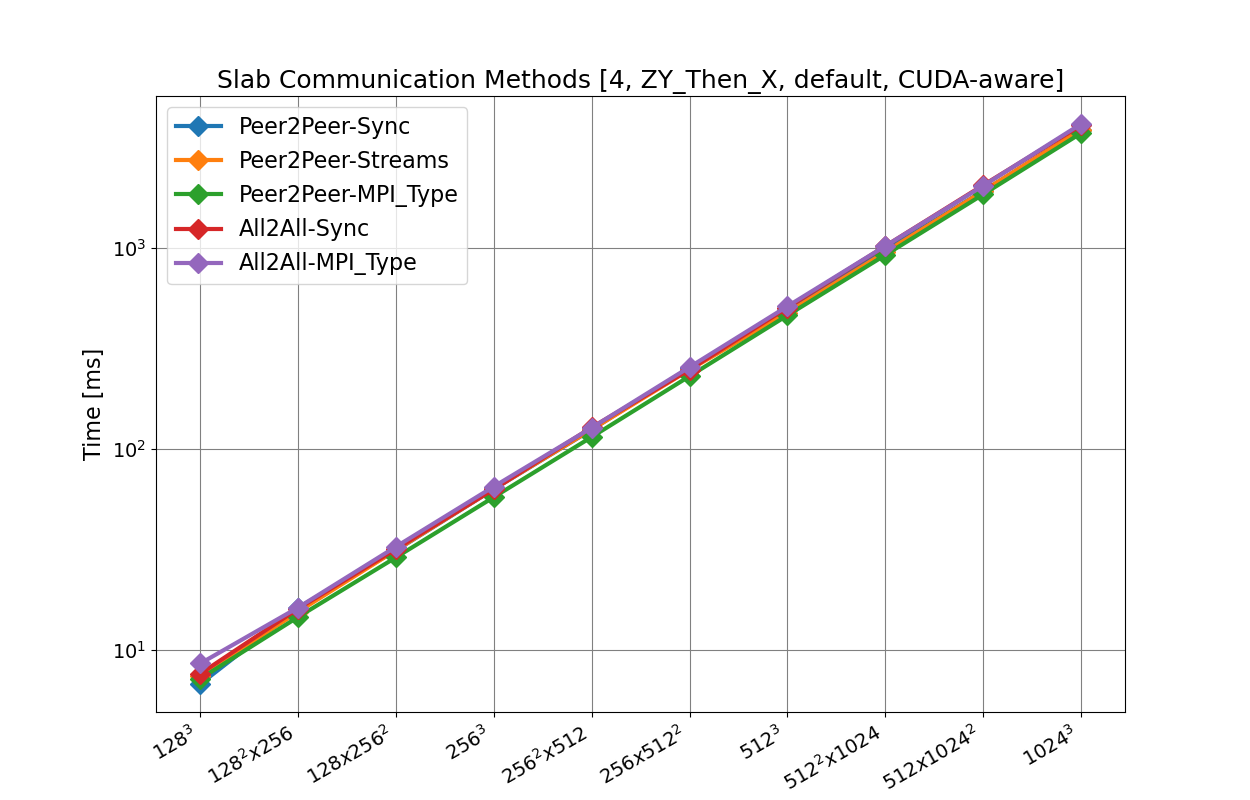 Slab Communication Methods [4, ZY_Then_X, default, CUDA-aware]
Peer2Peer-Sync
Peer2Peer-Streams
Peer2Peer-MPI_Type
All2All-Sync
All2All-MPI_Type
Time [ms]
10³
10²
10¹
128³
128²x256
128x256²
256³
256²x512
256x512²
512³
512²x1024
512x1024²
1024³